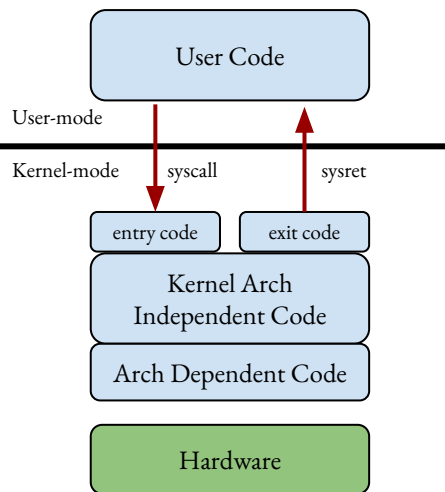 User Code
User-mode
Kernel-mode
syscall
sysret
entry code
exit code
Kernel Arch
Independent Code
Arch Dependent Code
Hardware